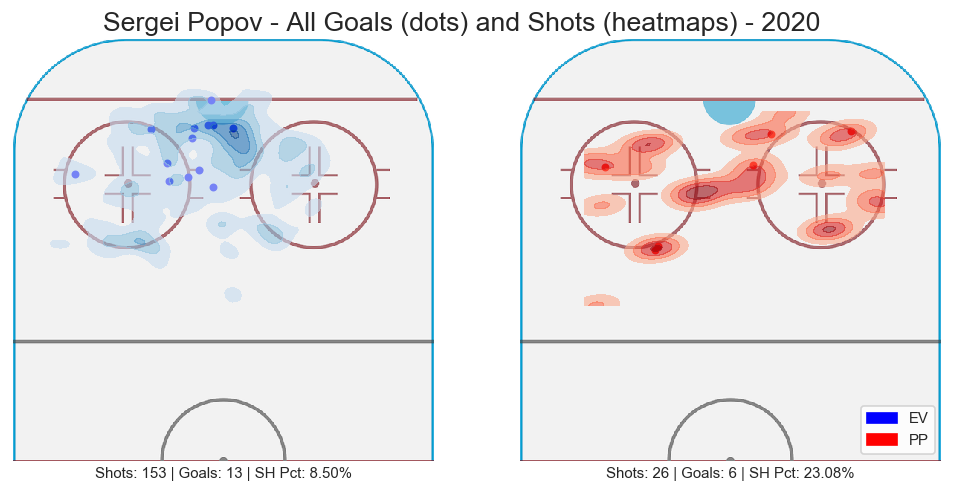 Sergei Popov - All Goals (dots) and Shots (heatmaps) - 2020
EV
PP
Shots: 153 | Goals: 13 | SH Pct: 8.50%
Shots: 26 | Goals: 6 | SH Pct: 23.08%